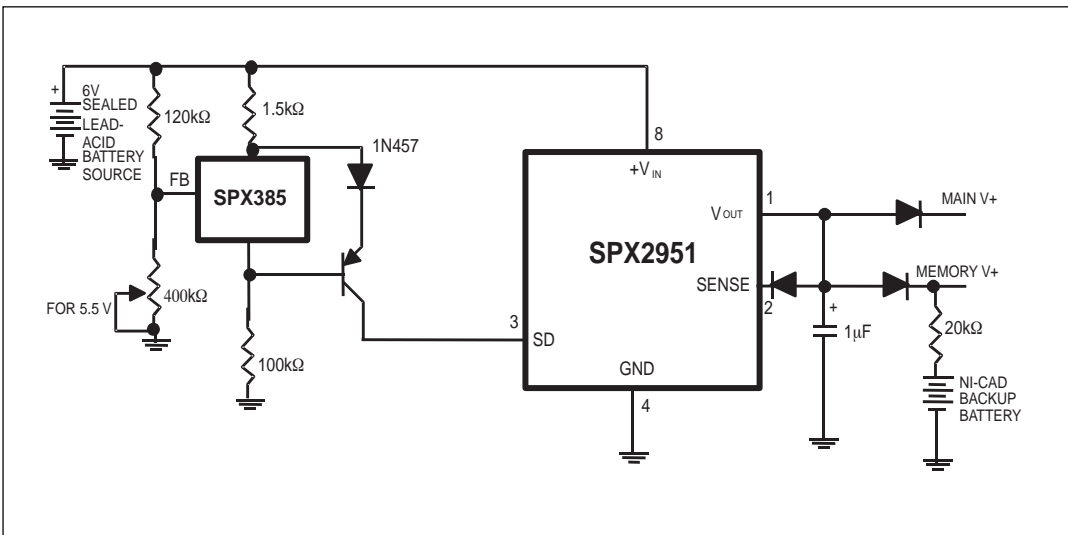 + 6V
SEALED
LEAD-
ACID
BATTERY
SOURCE
120kΩ
1.5kΩ
1N457
FB
SPX385
FOR 5.5 V
400kΩ
100kΩ
8
+VIN
1
VOUT
SPX2951
SENSE
2
3
SD
GND
4
MAIN V+
MEMORY V+
+
1µF
20kΩ
NI-CAD
BACKUP
BATTERY